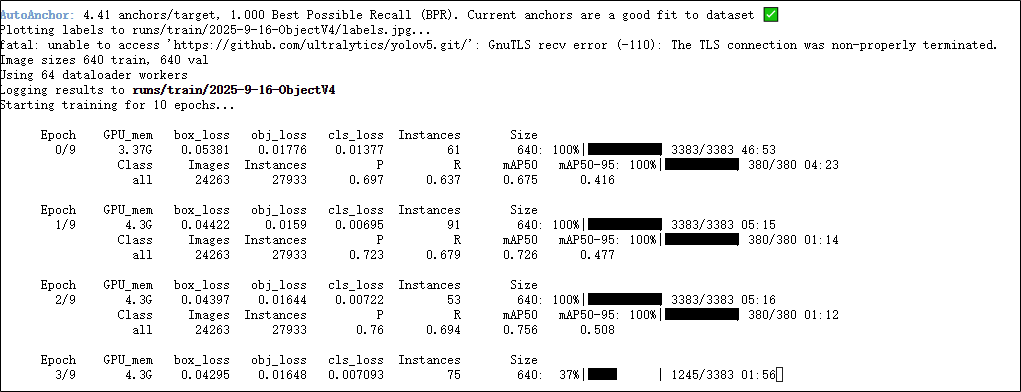 AutoAnchor: 4.41 anchors/target, 1.000 Best Possible Recall (BPR). Current anchors are a good fit to dataset ✅
Plotting labels to runs/train/2025-9-16-ObjectV4/labels.jpg...
fatal: unable to access 'https://github.com/ultralytics/yolov5.git/': GnuTLS recv error (-110): The TLS connection was non-properly terminated.
Image sizes 640 train, 640 val
Using 64 dataloader workers
Logging results to runs/train/2025-9-16-ObjectV4
Starting training for 10 epochs...
Epoch GPU_mem box_loss obj_loss cls_loss Instances Size
0/9 3.37G 0.05381 0.01776 0.01377 61 640: 100%|██████████| 3383/3383 46:53
Class Images Instances P R mAP50 mAP50-95: 100%|██████████| 380/380 04:23
all 24263 27933 0.697 0.637 0.675 0.416
Epoch GPU_mem box_loss obj_loss cls_loss Instances Size
1/9 4.3G 0.04422 0.0159 0.00695 91 640: 100%|██████████| 3383/3383 05:15
Class Images Instances P R mAP50 mAP50-95: 100%|██████████| 380/380 01:14
all 24263 27933 0.723 0.679 0.726 0.477
Epoch GPU_mem box_loss obj_loss cls_loss Instances Size
2/9 4.3G 0.04397 0.01644 0.00722 53 640: 100%|██████████| 3383/3383 05:16
Class Images Instances P R mAP50 mAP50-95: 100%|██████████| 380/380 01:12
all 24263 27933 0.76 0.694 0.756 0.508
Epoch GPU_mem box_loss obj_loss cls_loss Instances Size
3/9 4.3G 0.04295 0.01648 0.007093 75 640: 37%|████ | 1245/3383 01:56